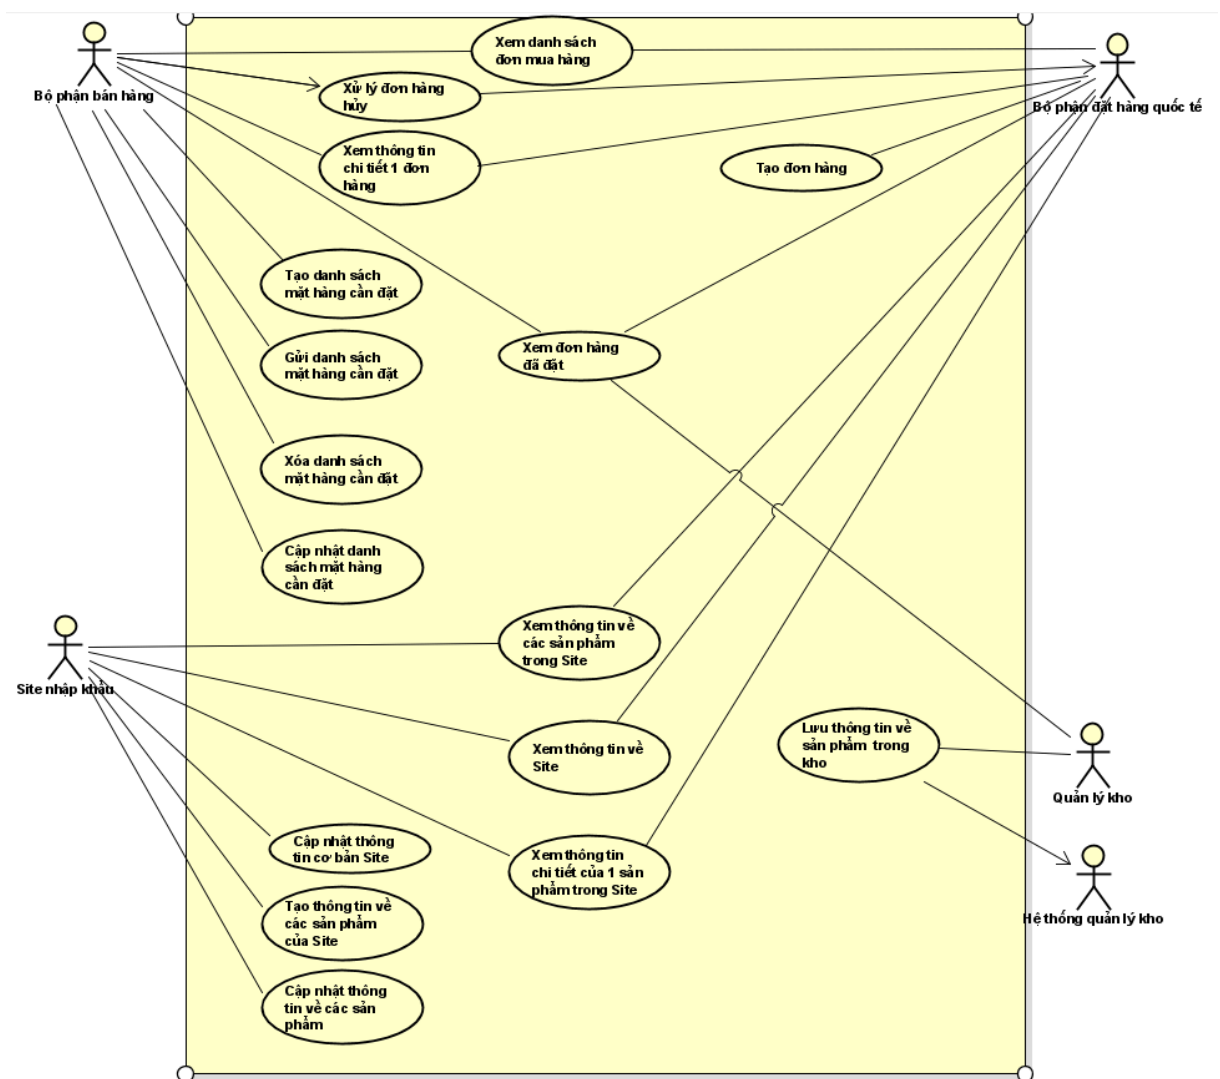 Xem danh sách
đơn mua hàng
Bộ phận bán hàng
Xử lý đơn hàng
hủy
Bộ phận đặt hàng quốc tế
Xem thông tin
chi tiết 1 đơn
hàng
Tạo đơn hàng
Tạo danh sách
mặt hàng cần đặt
Gửi danh sách
mặt hàng cần đặt
Xem đơn hàng
đã đặt
Xóa danh sách
mặt hàng cần đặt
Cập nhật danh
sách mặt hàng
cần đặt
Xem thông tin về
các sản phẩm
trong Site
Site nhập khẩu
Xem thông tin về
Site
Lưu thông tin về
sản phẩm trong
kho
Quản lý kho
Cập nhật thông
tin cơ bản Site
Xem thông tin
chi tiết của 1 sản
phẩm trong Site
Hệ thống quản lý kho
Tạo thông tin về
các sản phẩm
của Site
Cập nhật thông
tin về các sản
phẩm